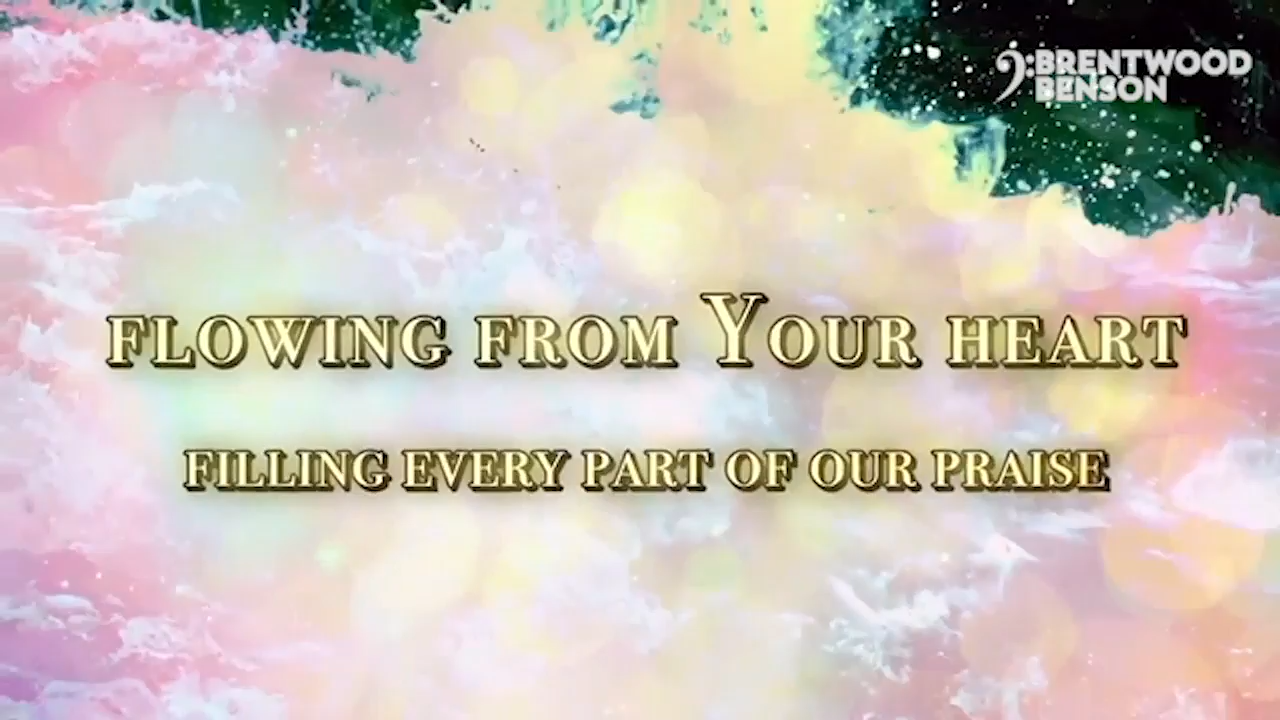 BRENTWOOD
BENSON
FLOWING FROM YOUR HEART
FILLING EVERY PART OF OUR PRAISE